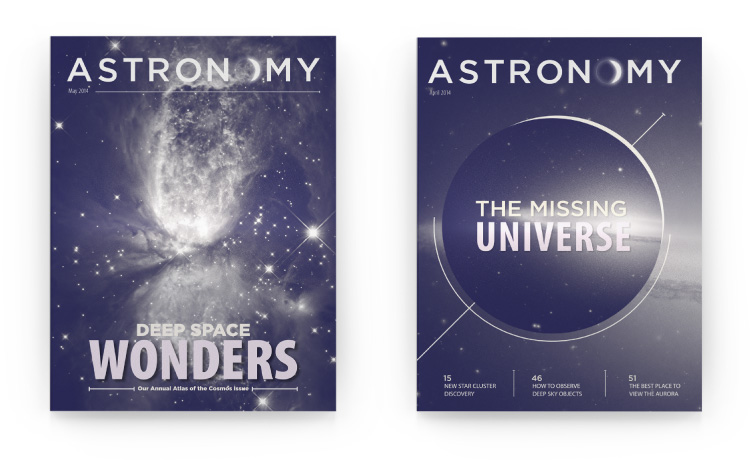 ASTRONOMY
May 2014
DEEP SPACE
WONDERS
Our Annual Atlas of the Cosmos Issue
ASTRONOMY
April 2014
THE MISSING
UNIVERSE
15
NEW STAR CLUSTER
DISCOVERY
46
HOW TO OBSERVE
DEEP SKY OBJECTS
51
THE BEST PLACE TO
VIEW THE AURORA